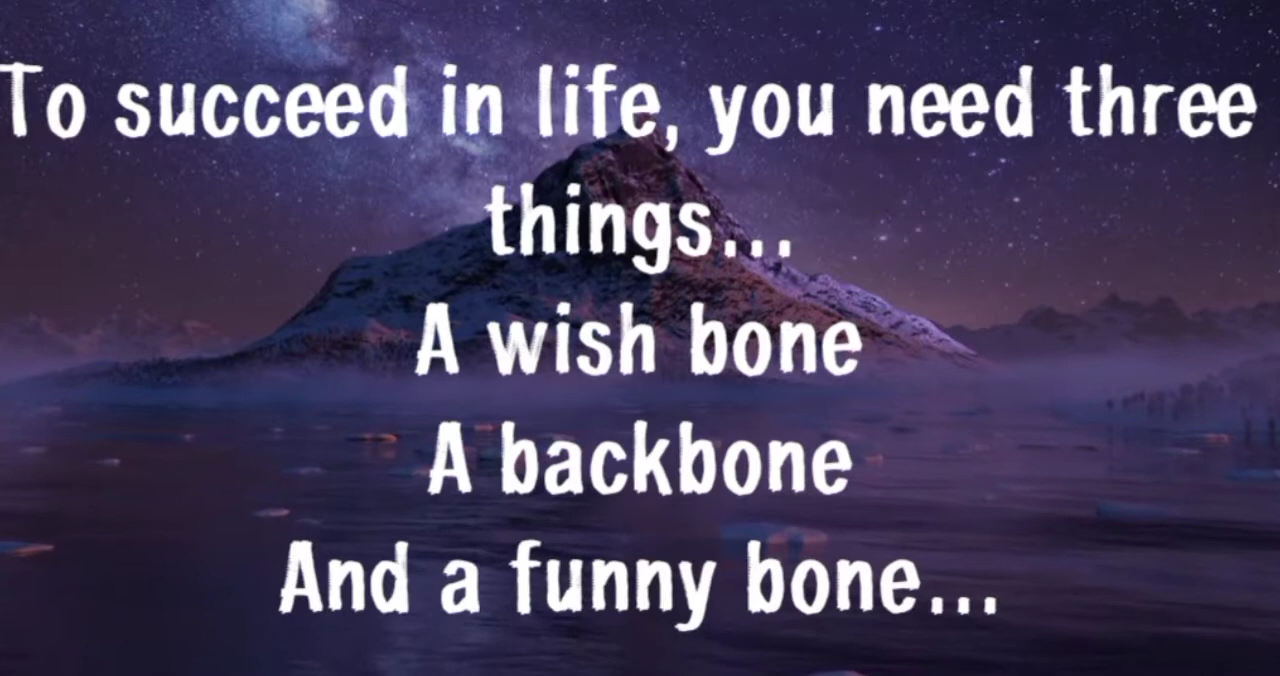 To succeed in life, you need three
things...
A wish bone
A backbone
And a funny bone...